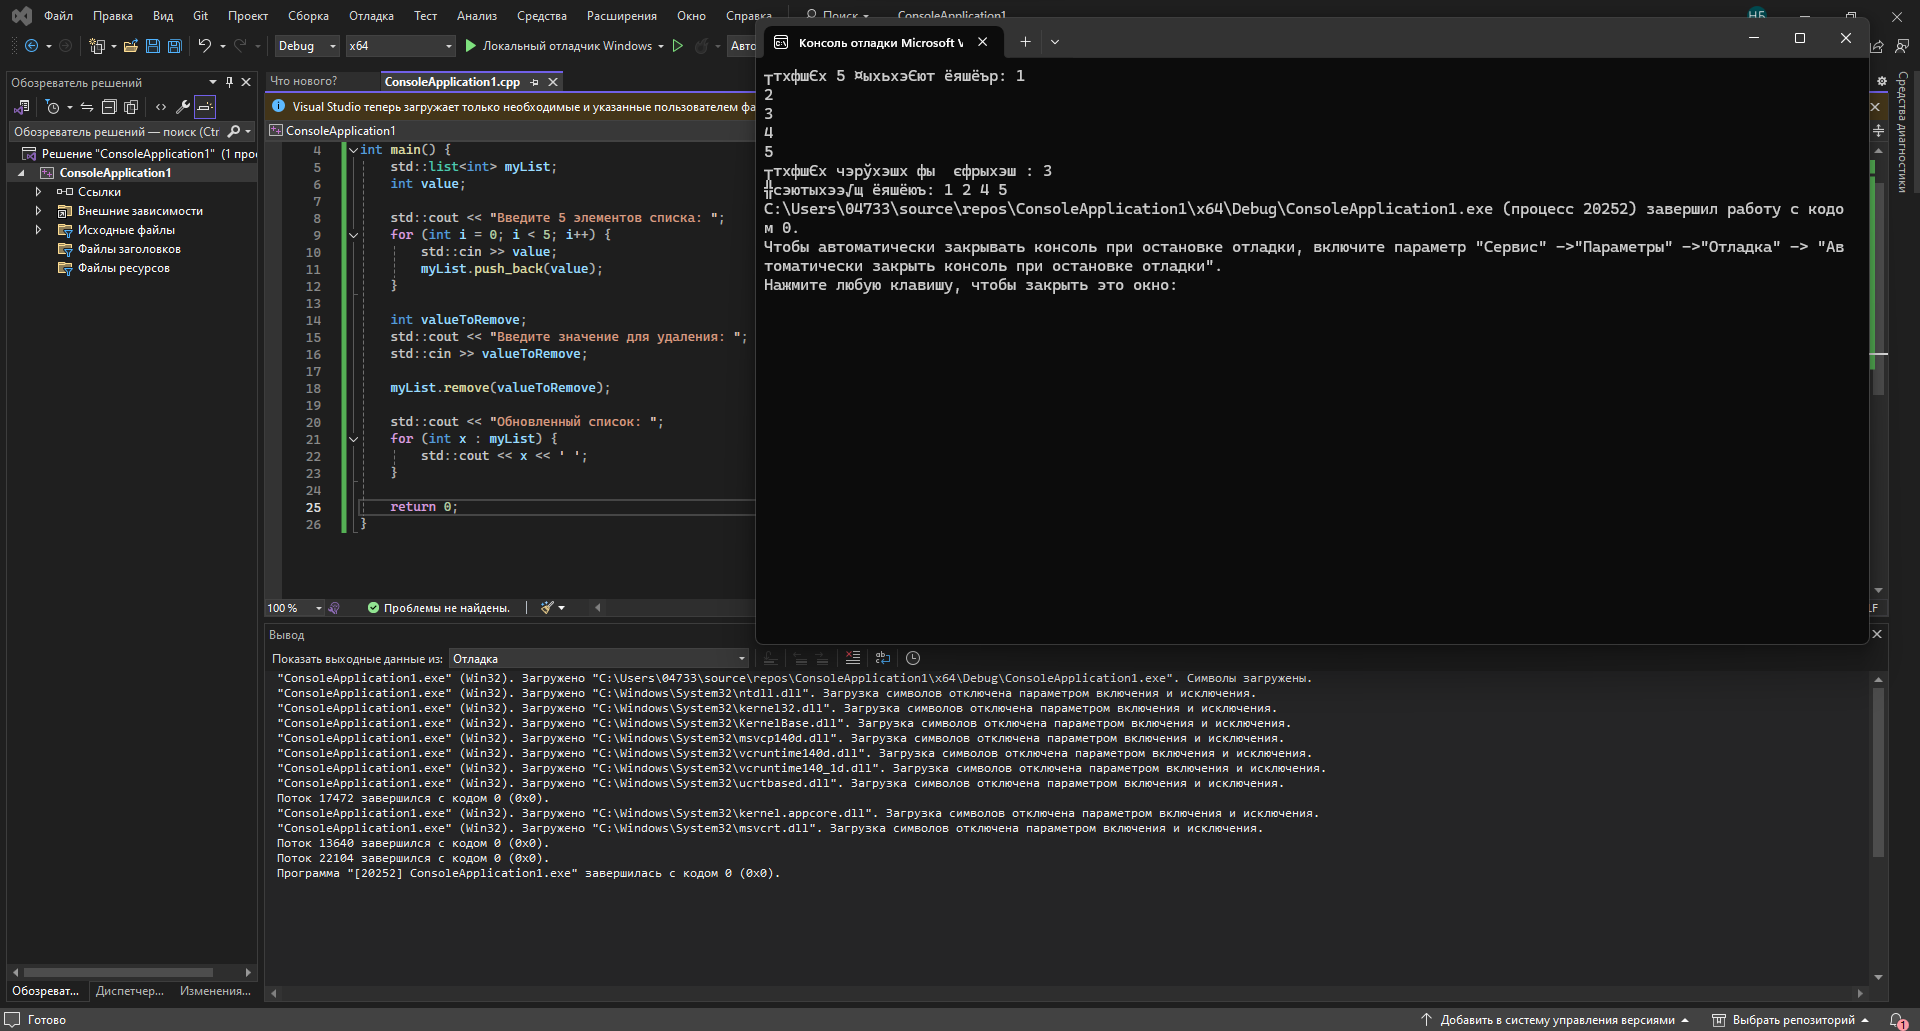 Файл Правка Вид Git Проект Сборка Отладка Тест Анализ Средства Расширения Окно Справка Поиск ConsoleApplication1 НБ
Debug x64 Локальный отладчик Windows Авто
Обозреватель решений
Обозреватель решений — поиск (Ctr
Решение "ConsoleApplication1" (1 прое
ConsoleApplication1
Ссылки
Внешние зависимости
Исходные файлы
Файлы заголовков
Файлы ресурсов
Обозреват... Диспетчер... Изменения...
Что нового? ConsoleApplication1.cpp
Visual Studio теперь загружает только необходимые и указанные пользователем фа
ConsoleApplication1
4 int main() {
5 std::list<int> myList;
6 int value;
7
8 std::cout << "Введите 5 элементов списка: ";
9 for (int i = 0; i < 5; i++) {
10 std::cin >> value;
11 myList.push_back(value);
12 }
13
14 int valueToRemove;
15 std::cout << "Введите значение для удаления: ";
16 std::cin >> valueToRemove;
17
18 myList.remove(valueToRemove);
19
20 std::cout << "Обновленный список: ";
21 for (int x : myList) {
22 std::cout << x << ' ';
23 }
24
25 return 0;
26 }
100 % Проблемы не найдены.
LF
Консоль отладки Microsoft V
┬тхфшЄх 5 ¤ыхьхэЄют ёяшёър: 1
2
3
4
5
┬тхфшЄх чэрўхэшх фы  єфрыхэш : 3
╬сэютыхээ√щ ёяшёюъ: 1 2 4 5
C:\Users\04733\source\repos\ConsoleApplication1\x64\Debug\ConsoleApplication1.exe (процесс 20252) завершил работу с кодо
м 0.
Чтобы автоматически закрывать консоль при остановке отладки, включите параметр "Сервис" ->"Параметры" ->"Отладка" -> "Ав
томатически закрыть консоль при остановке отладки".
Нажмите любую клавишу, чтобы закрыть это окно:
Средства диагностики
Вывод
Показать выходные данные из: Отладка
"ConsoleApplication1.exe" (Win32). Загружено "C:\Users\04733\source\repos\ConsoleApplication1\x64\Debug\ConsoleApplication1.exe". Символы загружены.
"ConsoleApplication1.exe" (Win32). Загружено "C:\Windows\System32\ntdll.dll". Загрузка символов отключена параметром включения и исключения.
"ConsoleApplication1.exe" (Win32). Загружено "C:\Windows\System32\kernel32.dll". Загрузка символов отключена параметром включения и исключения.
"ConsoleApplication1.exe" (Win32). Загружено "C:\Windows\System32\KernelBase.dll". Загрузка символов отключена параметром включения и исключения.
"ConsoleApplication1.exe" (Win32). Загружено "C:\Windows\System32\msvcp140d.dll". Загрузка символов отключена параметром включения и исключения.
"ConsoleApplication1.exe" (Win32). Загружено "C:\Windows\System32\vcruntime140d.dll". Загрузка символов отключена параметром включения и исключения.
"ConsoleApplication1.exe" (Win32). Загружено "C:\Windows\System32\vcruntime140_1d.dll". Загрузка символов отключена параметром включения и исключения.
"ConsoleApplication1.exe" (Win32). Загружено "C:\Windows\System32\ucrtbased.dll". Загрузка символов отключена параметром включения и исключения.
Поток 17472 завершился с кодом 0 (0x0).
"ConsoleApplication1.exe" (Win32). Загружено "C:\Windows\System32\kernel.appcore.dll". Загрузка символов отключена параметром включения и исключения.
"ConsoleApplication1.exe" (Win32). Загружено "C:\Windows\System32\msvcrt.dll". Загрузка символов отключена параметром включения и исключения.
Поток 13640 завершился с кодом 0 (0x0).
Поток 22104 завершился с кодом 0 (0x0).
Программа "[20252] ConsoleApplication1.exe" завершилась с кодом 0 (0x0).
Готово Добавить в систему управления версиями Выбрать репозиторий 1